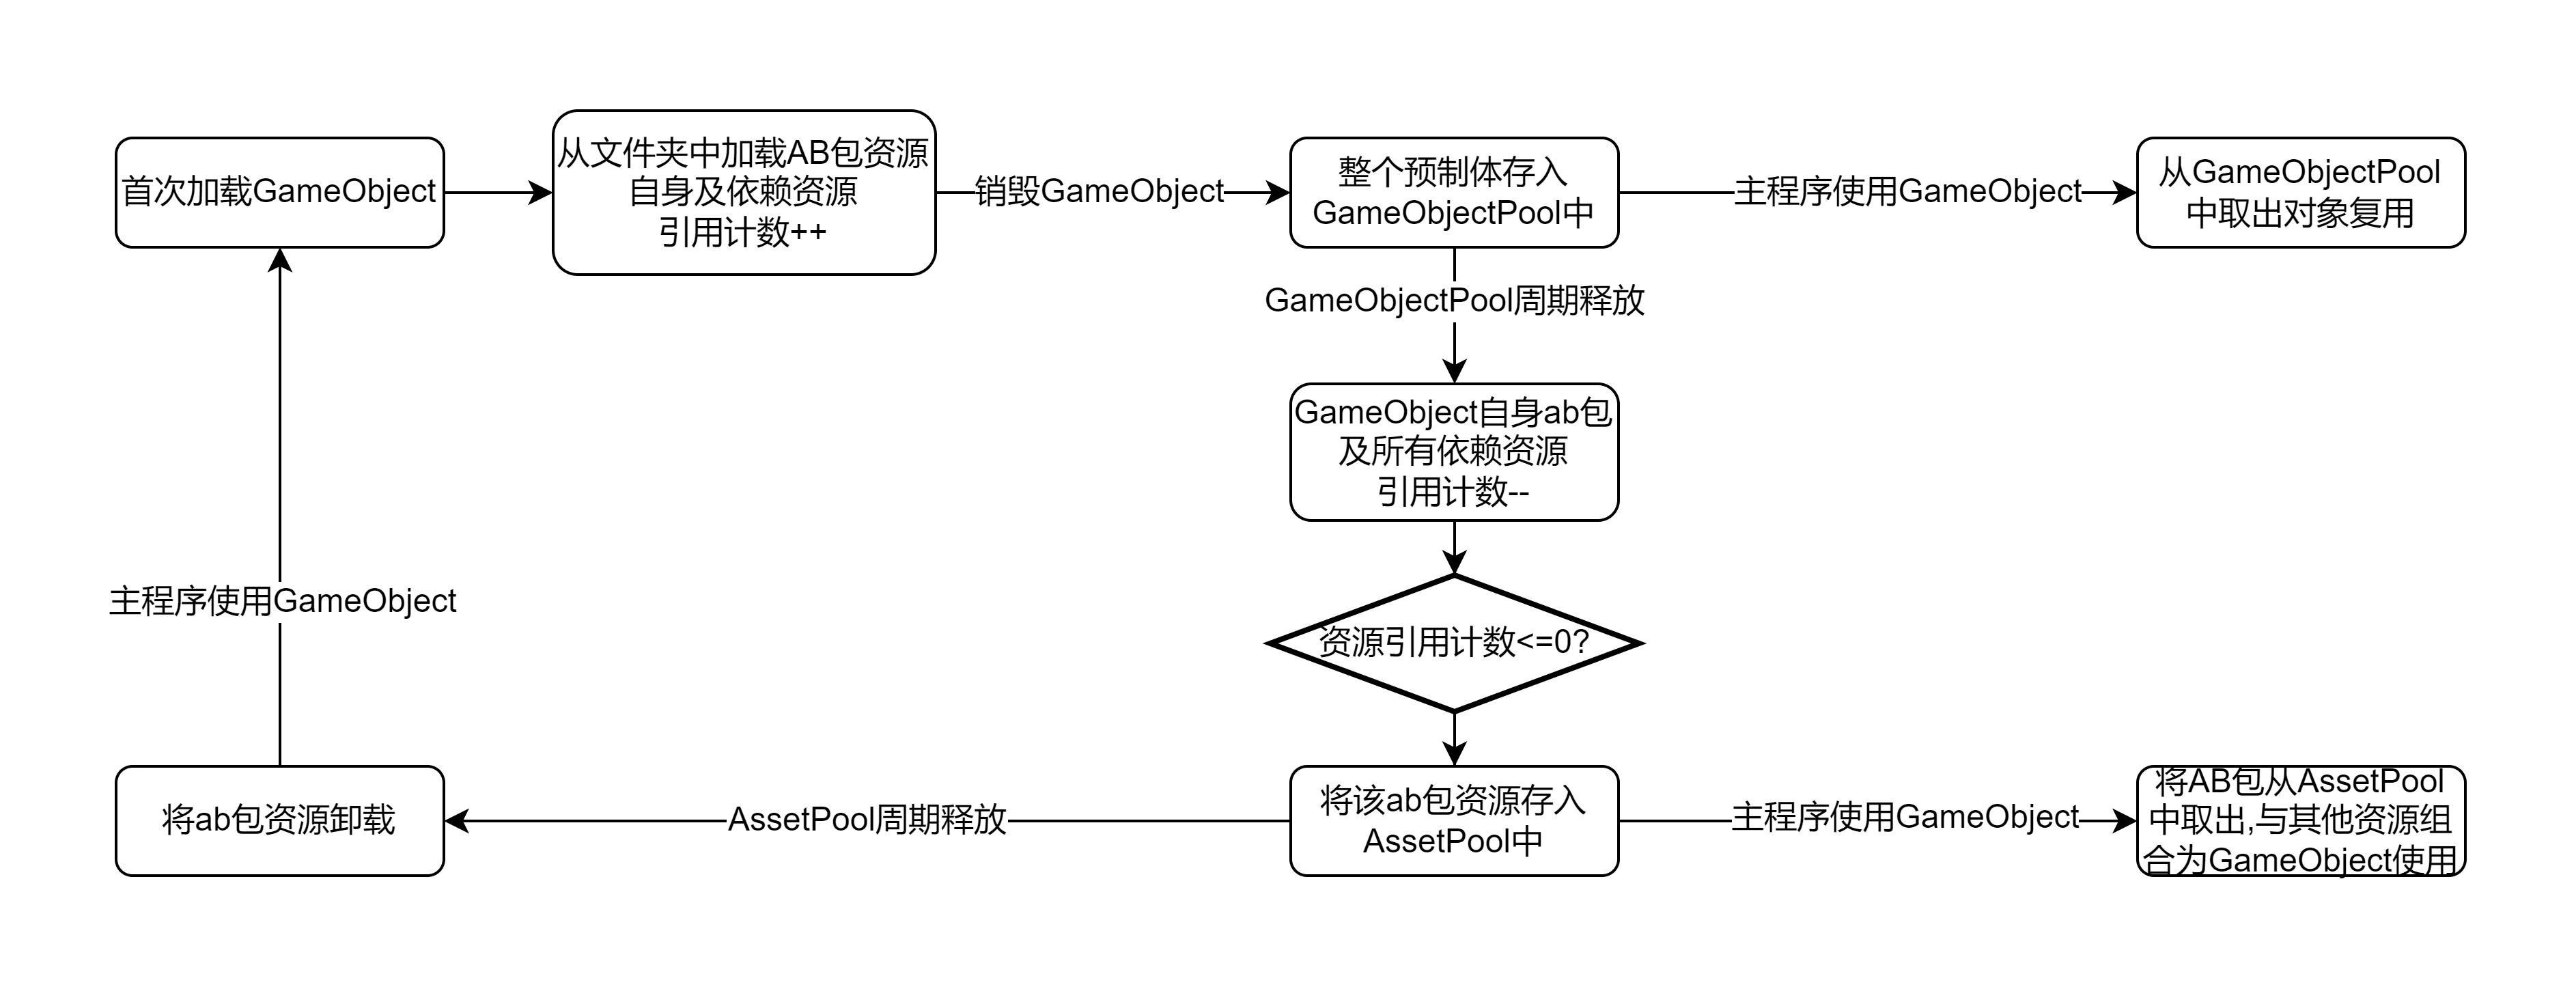 首次加载GameObject
从文件夹中加载AB包资源
自身及依赖资源
引用计数++
销毁GameObject
整个预制体存入
GameObjectPool中
主程序使用GameObject
从GameObjectPool
中取出对象复用
GameObjectPool周期释放
GameObject自身ab包
及所有依赖资源
引用计数--
资源引用计数<=0?
主程序使用GameObject
将ab包资源卸载
AssetPool周期释放
将该ab包资源存入
AssetPool中
主程序使用GameObject
将AB包从AssetPool
中取出,与其他资源组
合为GameObject使用